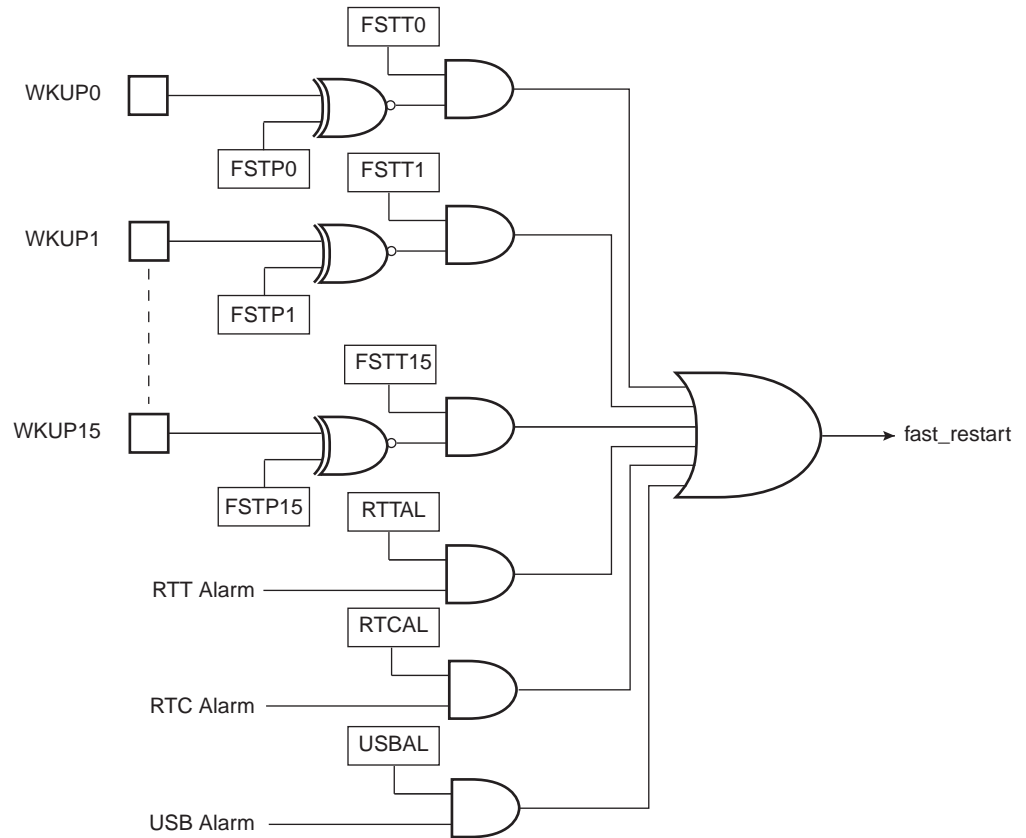 FSTT0
WKUP0
FSTP0
FSTT1
WKUP1
FSTP1
FSTT15
WKUP15
fast_restart
FSTP15
RTTAL
RTT Alarm
RTCAL
RTC Alarm
USBAL
USB Alarm